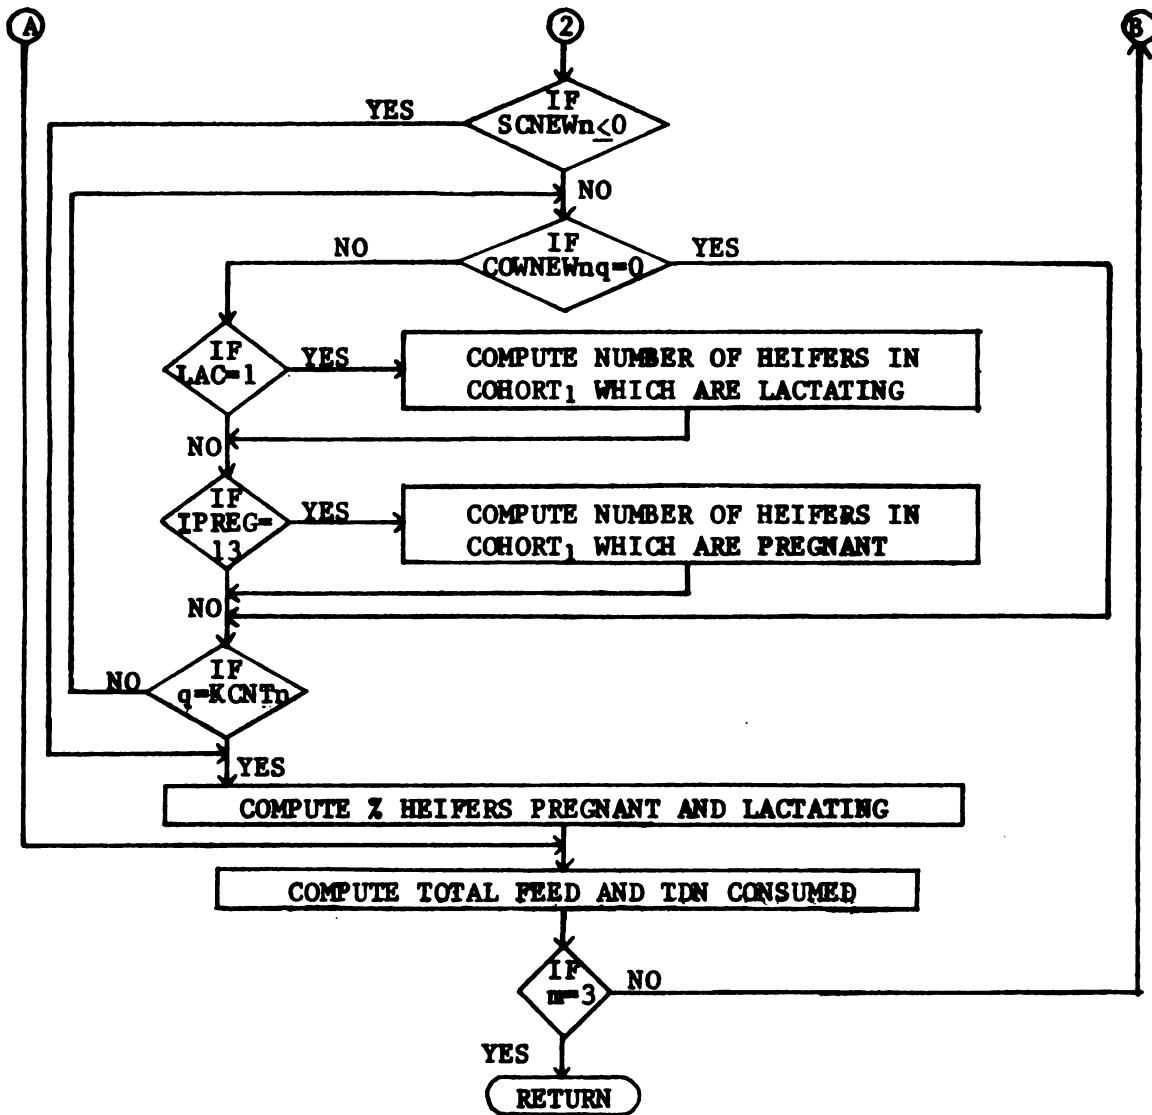 A
2
B
IF
SCNEWn≤0
YES
NO
IF
COWNEWnq=0
NO
YES
IF
LAC=1
YES
COMPUTE NUMBER OF HEIFERS IN
COHORT₁ WHICH ARE LACTATING
NO
IF
IPREG=
13
YES
COMPUTE NUMBER OF HEIFERS IN
COHORT₁ WHICH ARE PREGNANT
NO
IF
q=KCNTn
NO
YES
COMPUTE % HEIFERS PREGNANT AND LACTATING
COMPUTE TOTAL FEED AND TDN CONSUMED
IF
m=3
NO
YES
RETURN